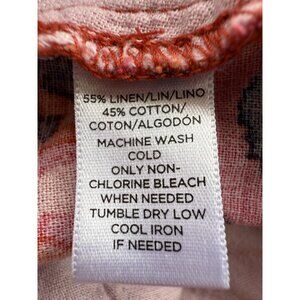 55% LINEN/LIN/LINO
45% COTTON/
COTON/ALGODÓN
MACHINE WASH
COLD
ONLY NON-
CHLORINE BLEACH
WHEN NEEDED
TUMBLE DRY LOW
COOL IRON
IF NEEDED